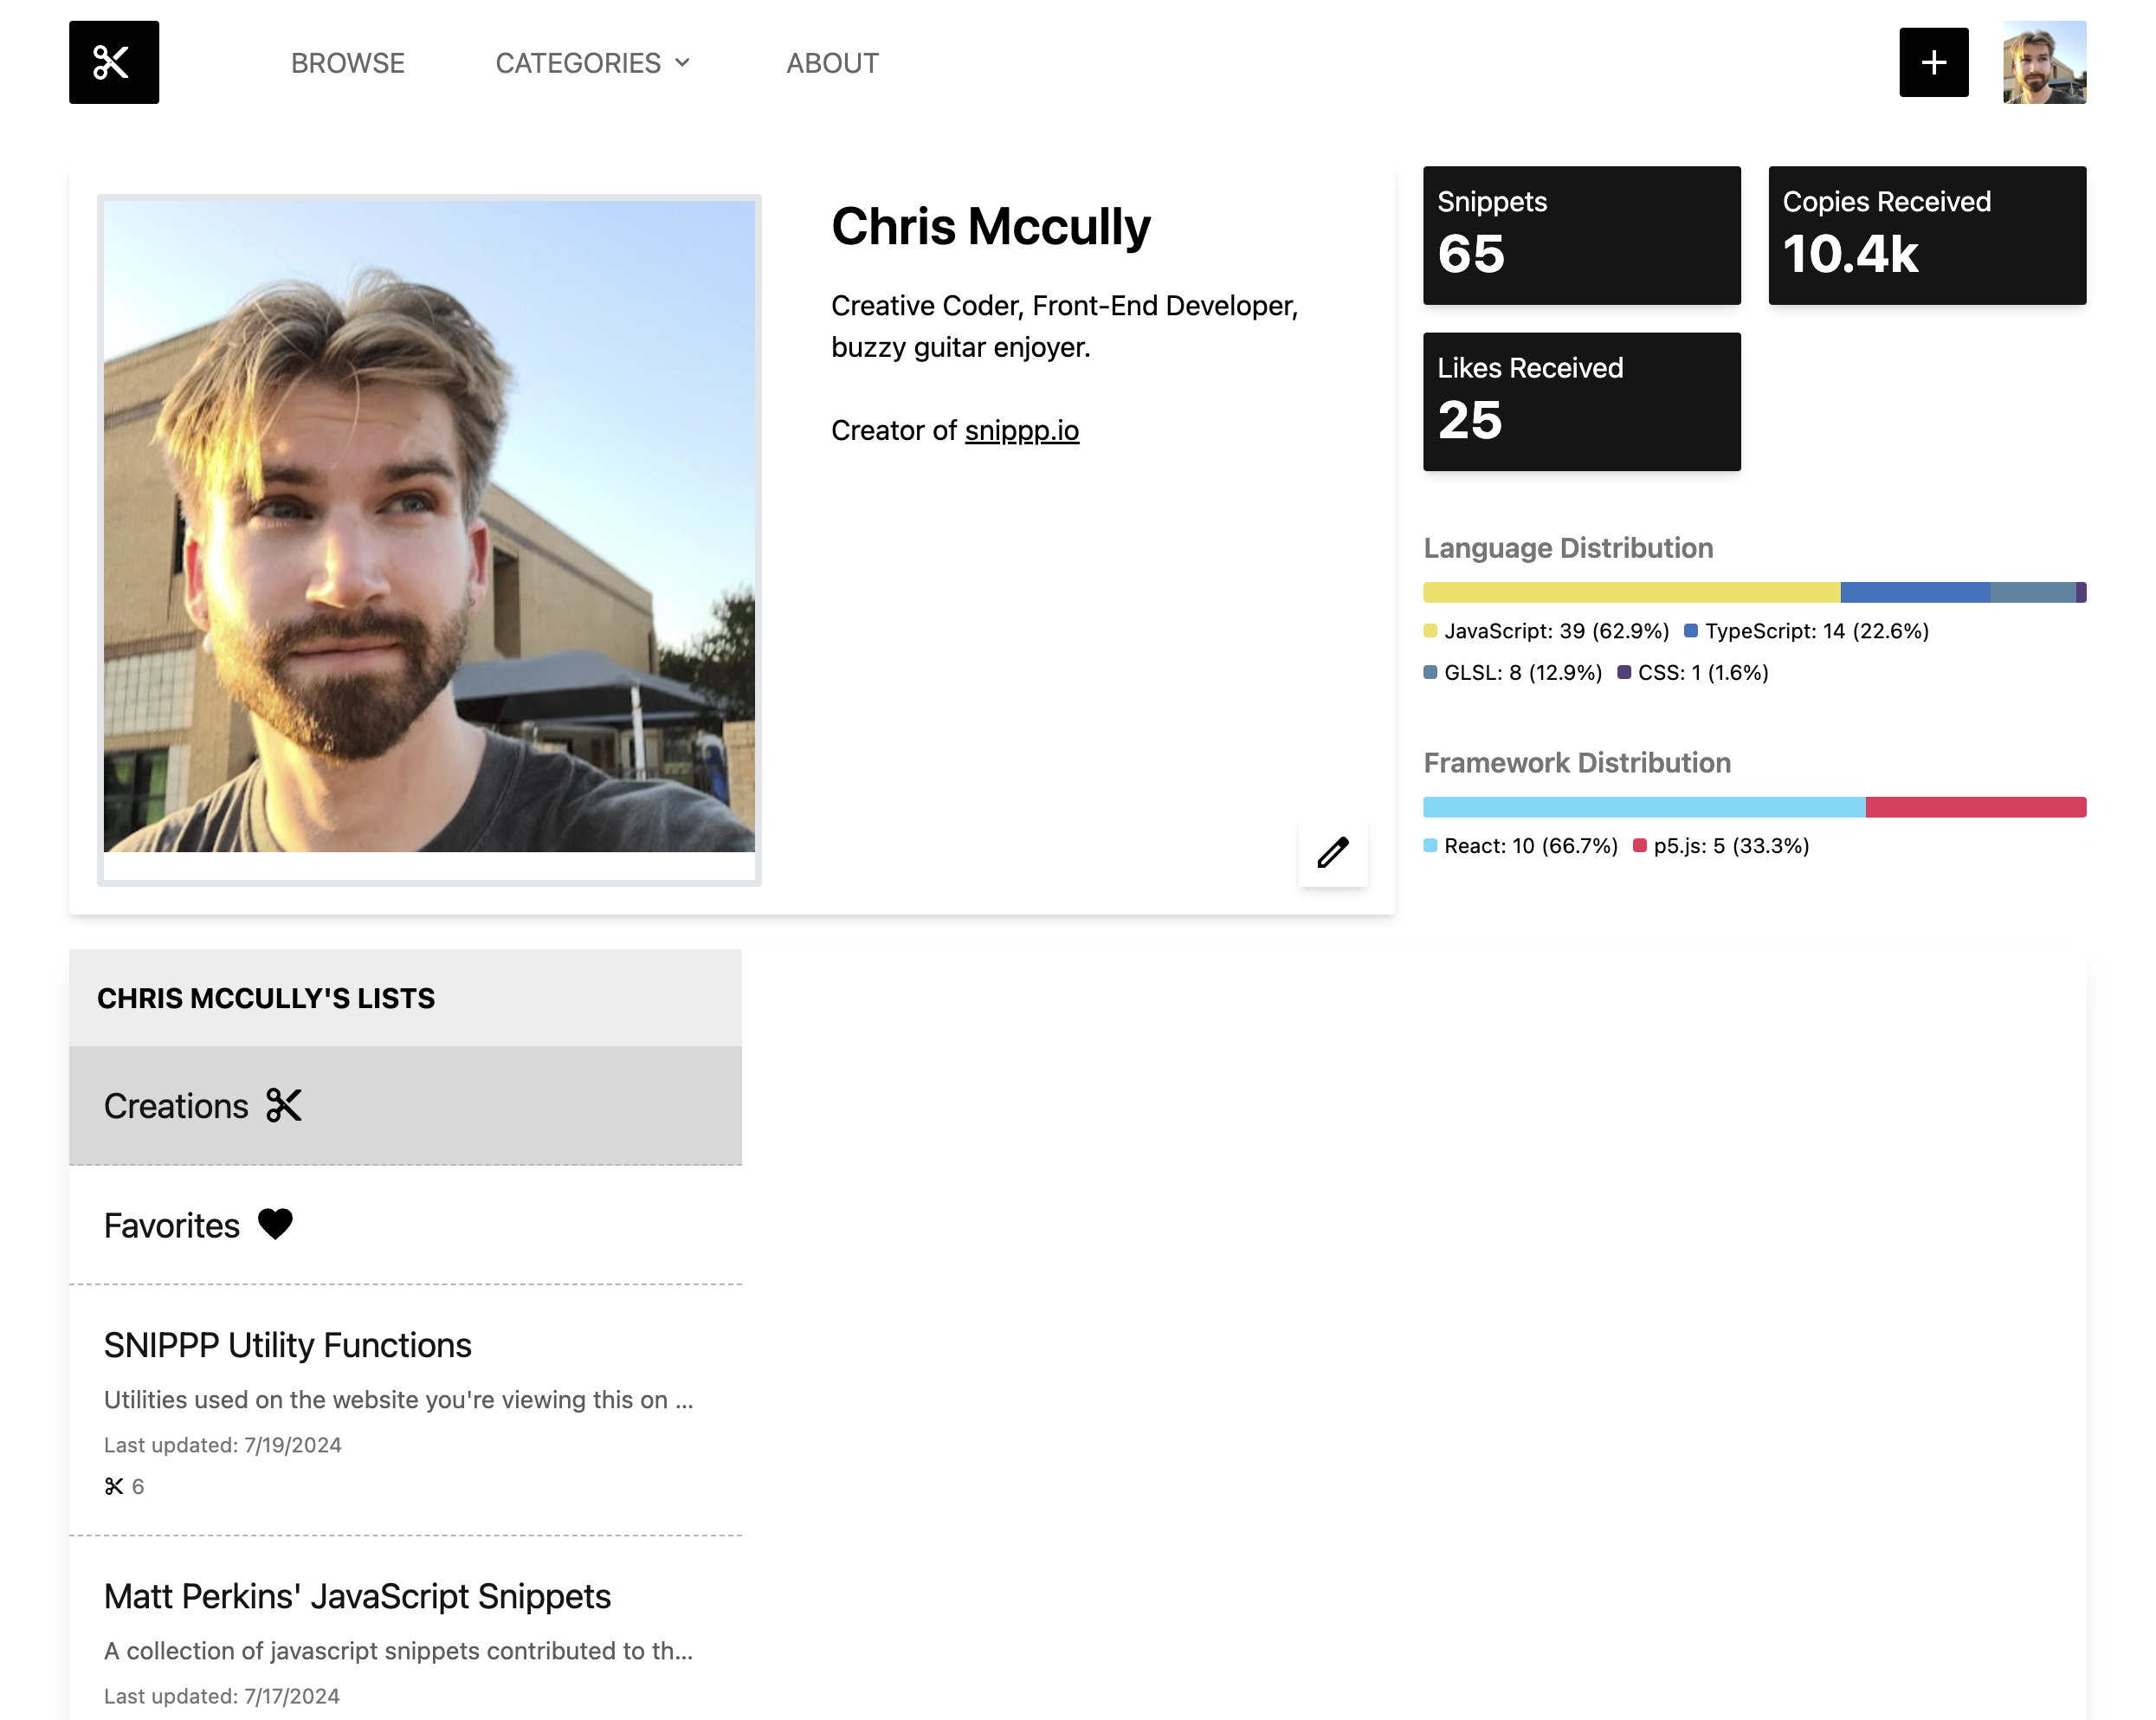 BROWSE
CATEGORIES
ABOUT
Chris Mccully
Creative Coder, Front-End Developer,
buzzy guitar enjoyer.
Creator of snippp.io
Snippets
65
Copies Received
10.4k
Likes Received
25
Language Distribution
JavaScript: 39 (62.9%) TypeScript: 14 (22.6%)
GLSL: 8 (12.9%) CSS: 1 (1.6%)
Framework Distribution
React: 10 (66.7%) p5.js: 5 (33.3%)
CHRIS MCCULLY'S LISTS
Creations
Favorites
SNIPPP Utility Functions
Utilities used on the website you're viewing this on ...
Last updated: 7/19/2024
6
Matt Perkins' JavaScript Snippets
A collection of javascript snippets contributed to th...
Last updated: 7/17/2024